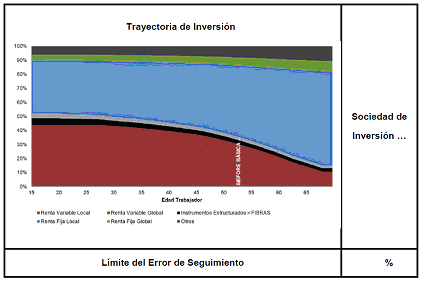 Trayectoria de Inversión
100%
90%
80%
70%
60%
50%
40%
30%
20%
10%
0%
15 20 25 30 35 40 45 50 55 60 65
Edad Trabajador
SIEFORE BÁSICA
Renta Variable Local Renta Variable Global Instrumentos Estructurados + FIBRAS
Renta Fija Local Renta Fija Global Otros
Sociedad de
Inversión ...
Limite del Error de Seguimiento %